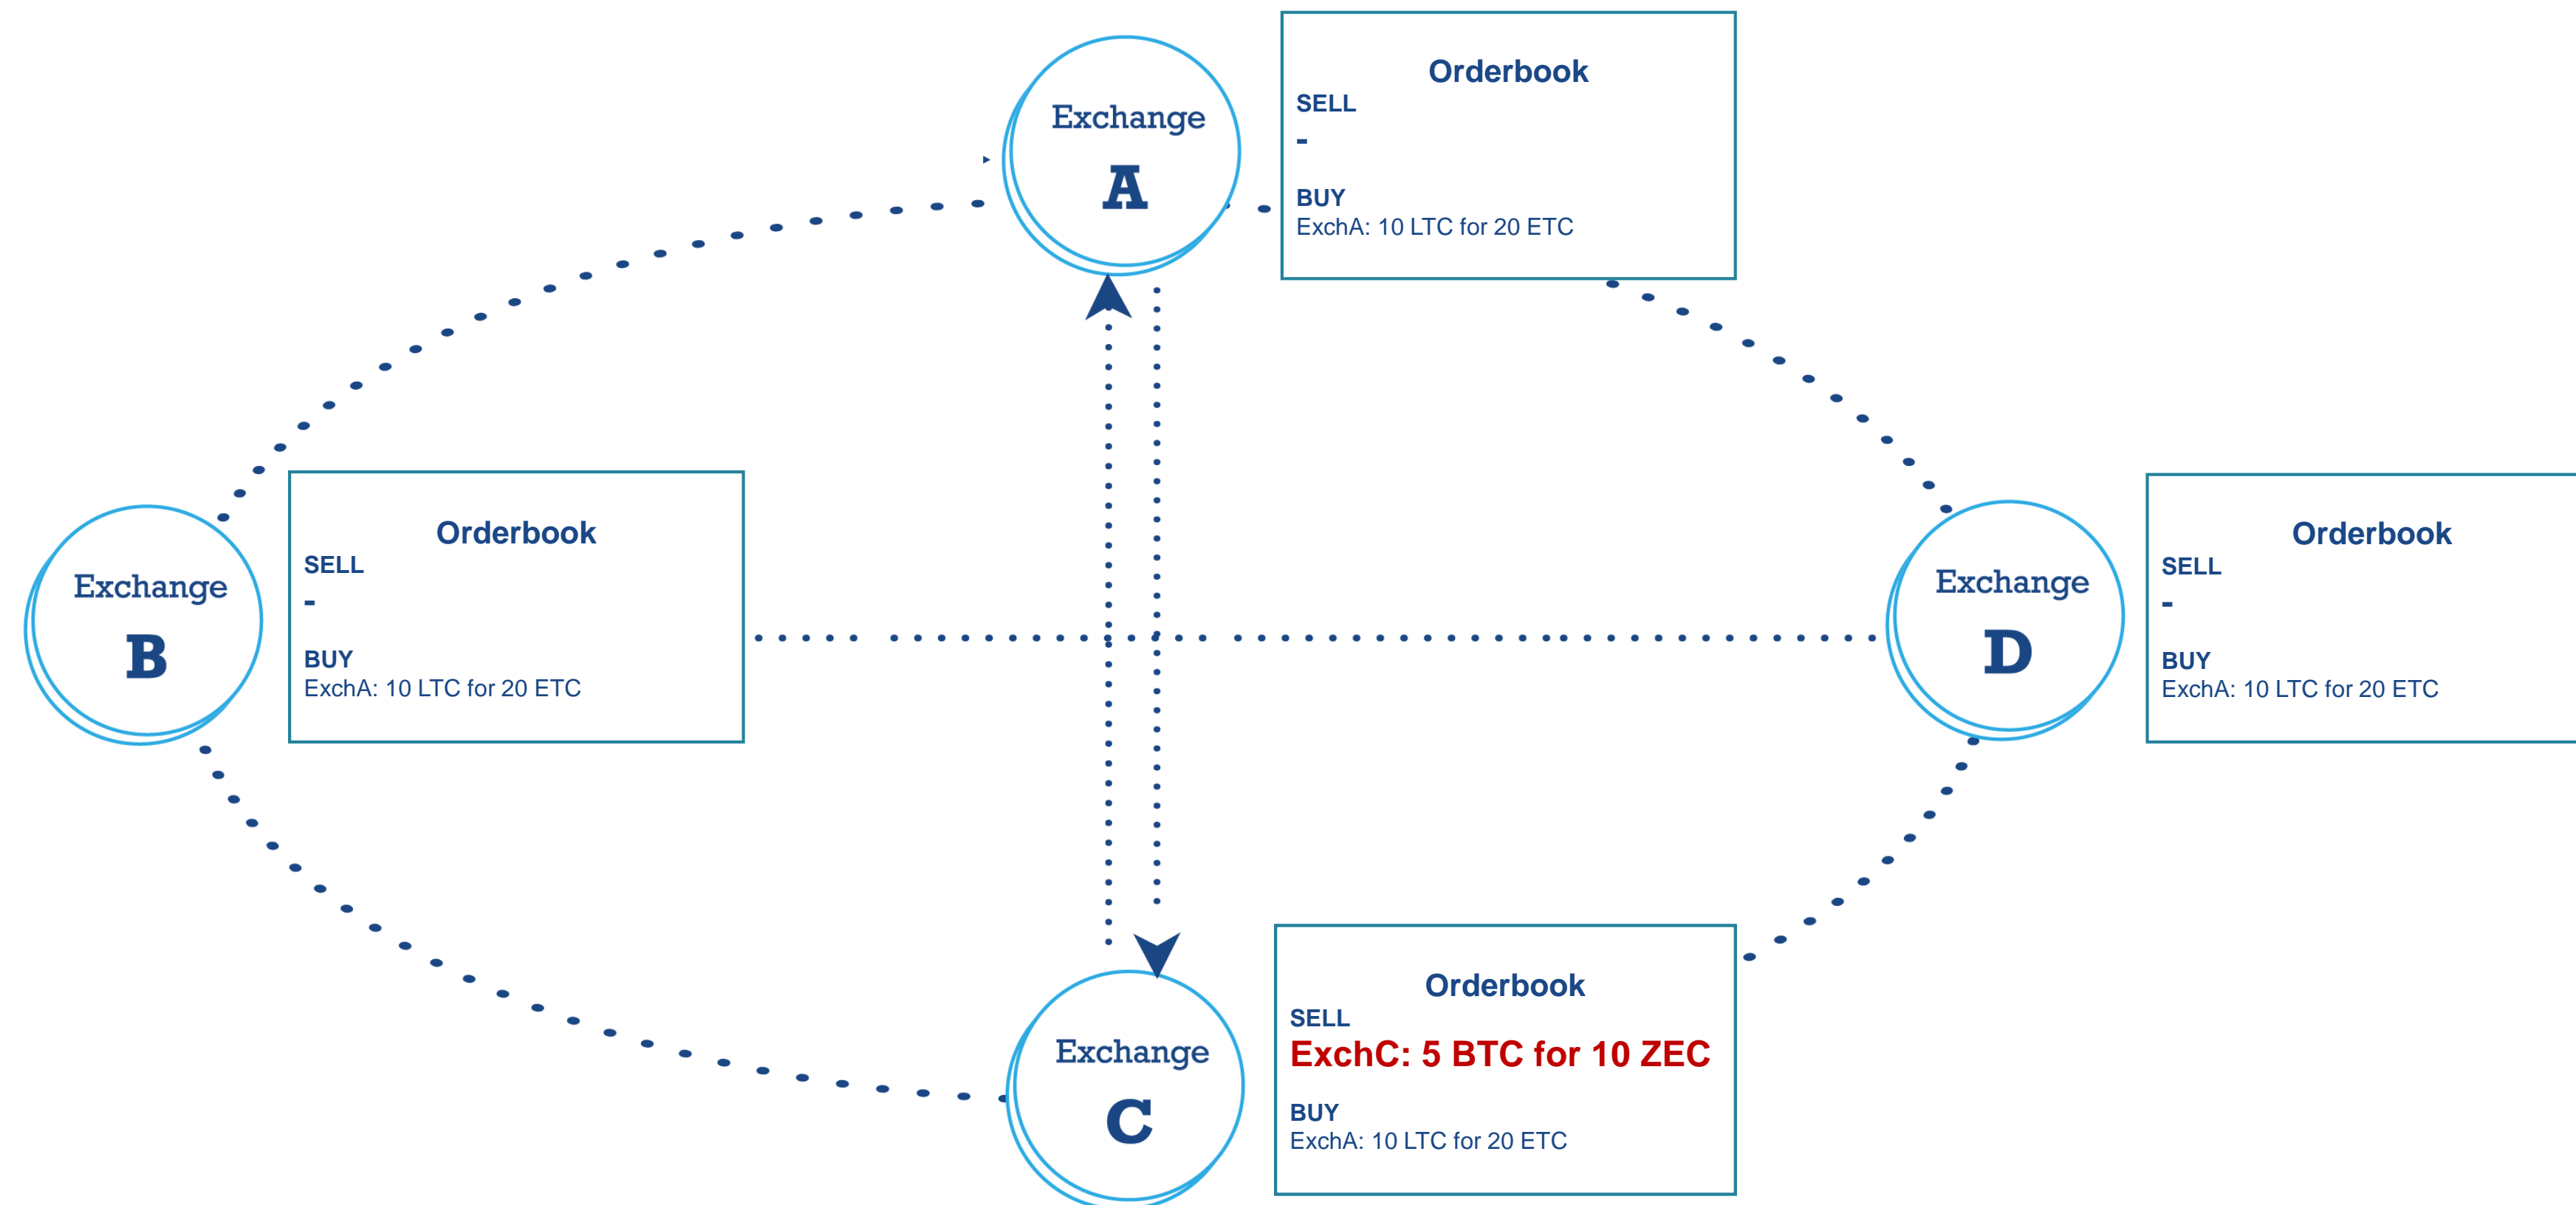 Exchange
A
Orderbook
SELL
-
BUY
ExchA: 10 LTC for 20 ETC
Exchange
B
Orderbook
SELL
-
BUY
ExchA: 10 LTC for 20 ETC
Exchange
D
Orderbook
SELL
-
BUY
ExchA: 10 LTC for 20 ETC
Exchange
C
Orderbook
SELL
ExchC: 5 BTC for 10 ZEC
BUY
ExchA: 10 LTC for 20 ETC